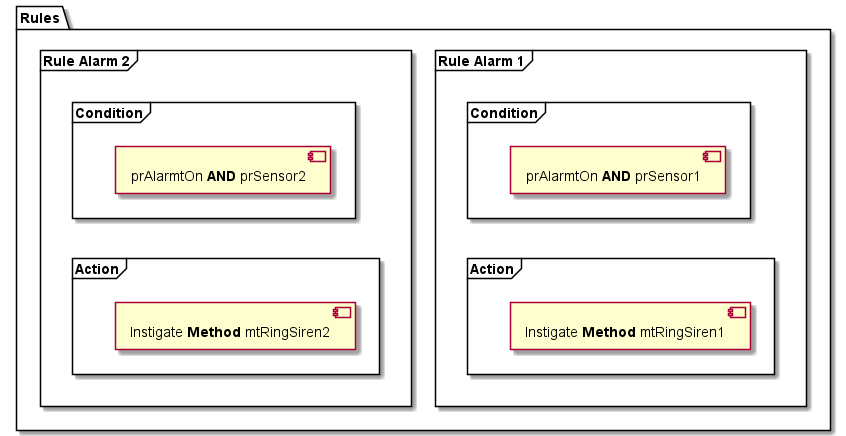 Rules
Rule Alarm 2
Condition
prAlarmtOn AND prSensor2
Action
Instigate Method mtRingSiren2
Rule Alarm 1
Condition
prAlarmtOn AND prSensor1
Action
Instigate Method mtRingSiren1